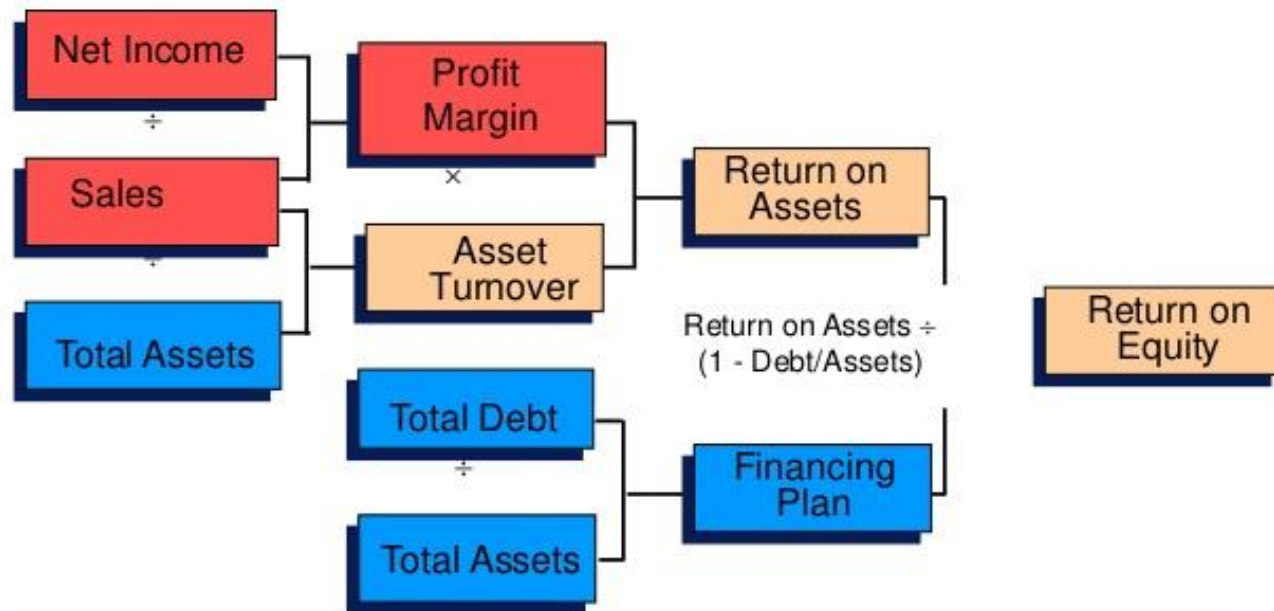 Net Income
÷
Sales
÷
Total Assets
Profit
Margin
×
Asset
Turnover
Total Debt
÷
Total Assets
Return on
Assets
Return on Assets ÷
(1 - Debt/Assets)
Financing
Plan
Return on
Equity